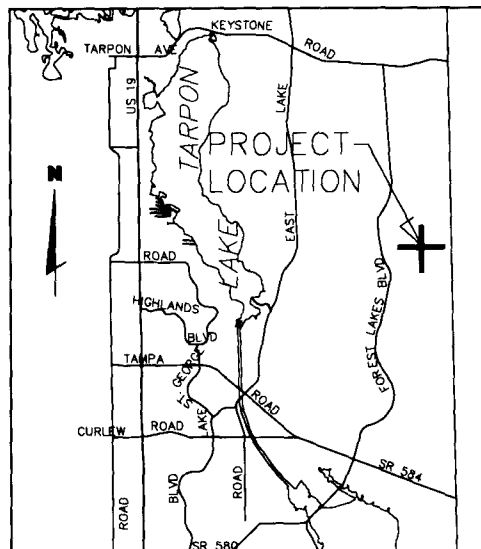 KEYSTONE
TARPON AVE
ROAD
US 19
LAKE TARPON
EAST LAKE
PROJECT
LOCATION
N
ROAD
HIGHLANDS
BLVD
FOREST LAKES BLVD
TAMPA
ROAD
ST. GEORGE
LAKE
CURLEW ROAD
SR 584
BLVD
ROAD
ROAD
SR 580